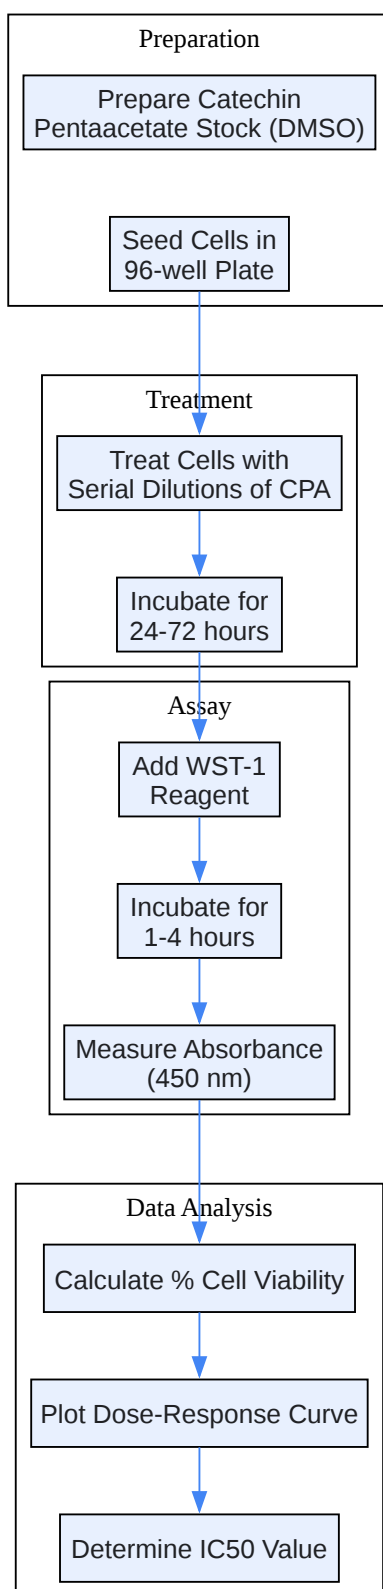 Preparation
Prepare Catechin
Pentaacetate Stock (DMSO)
Seed Cells in
96-well Plate
Treatment
Treat Cells with
Serial Dilutions of CPA
Incubate for
24-72 hours
Assay
Add WST-1
Reagent
Incubate for
1-4 hours
Measure Absorbance
(450 nm)
Data Analysis
Calculate % Cell Viability
Plot Dose-Response Curve
Determine IC50 Value